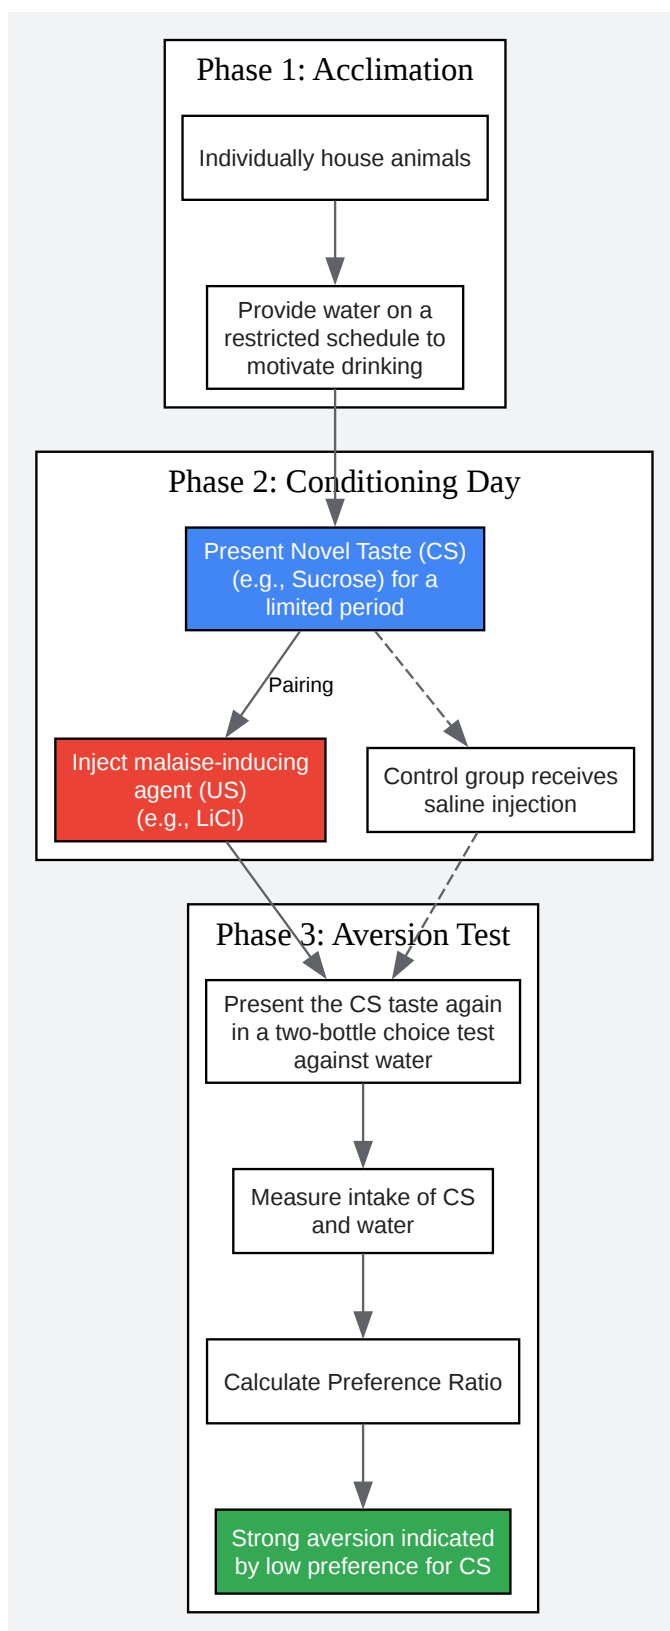 Phase 1: Acclimation
Individually house animals
Provide water on a
restricted schedule to
motivate drinking
Phase 2: Conditioning Day
Present Novel Taste (CS)
(e.g., Sucrose) for a
limited period
Pairing
Inject malaise-inducing
agent (US)
(e.g., LiCl)
Control group receives
saline injection
Phase 3: Aversion Test
Present the CS taste again
in a two-bottle choice test
against water
Measure intake of CS
and water
Calculate Preference Ratio
Strong aversion indicated
by low preference for CS